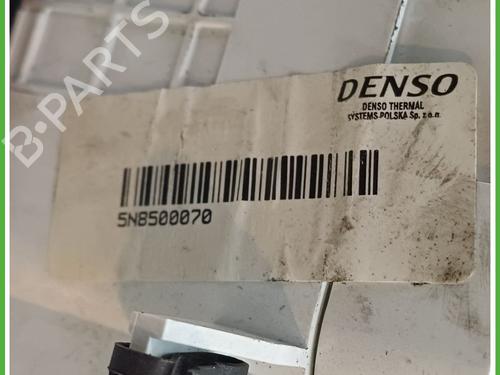 B-PARTS
DENSO
DENSO THERMAL
SYSTEMS POLSKA Sp. z o.o.
5N8500070